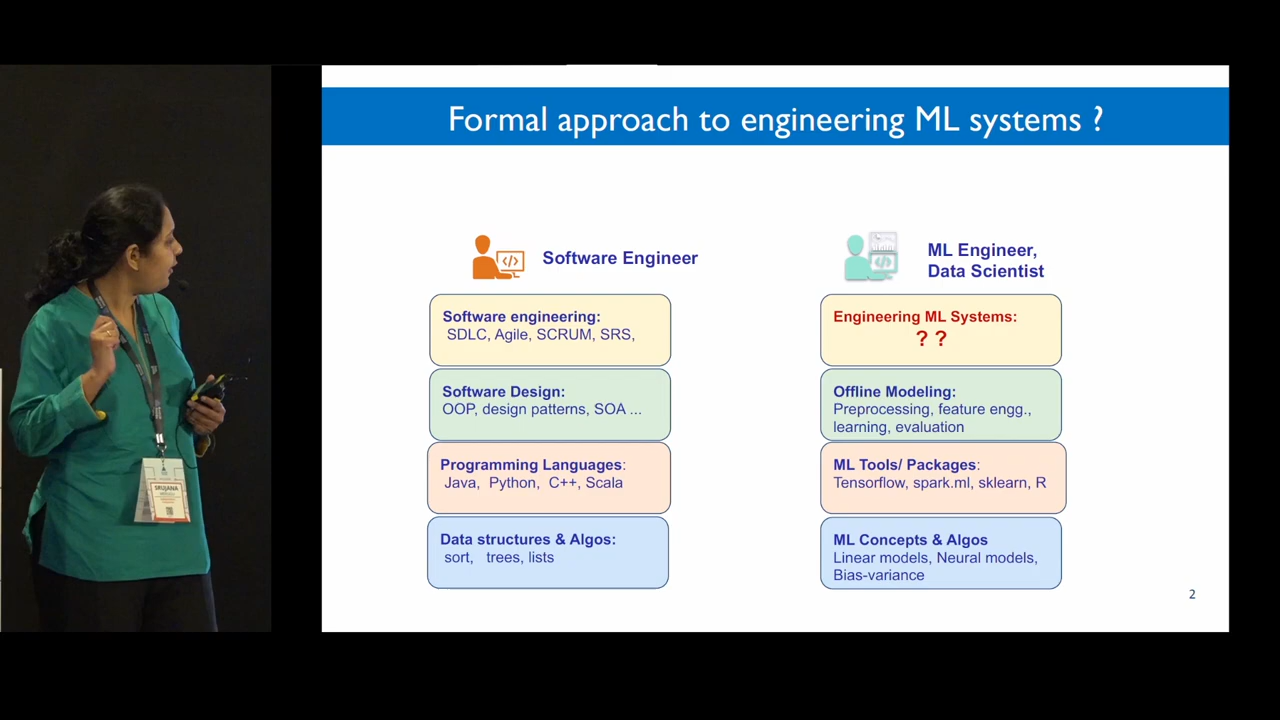 Formal approach to engineering ML systems ?
Software Engineer
Software engineering:
SDLC, Agile, SCRUM, SRS,
Software Design:
OOP, design patterns, SOA ...
Programming Languages:
Java, Python, C++, Scala
Data structures & Algos:
sort, trees, lists
ML Engineer,
Data Scientist
Engineering ML Systems:
? ?
Offline Modeling:
Preprocessing, feature engg.,
learning, evaluation
ML Tools/ Packages:
Tensorflow, spark.ml, sklearn, R
ML Concepts & Algos
Linear models, Neural models,
Bias-variance
2
SRUJANA